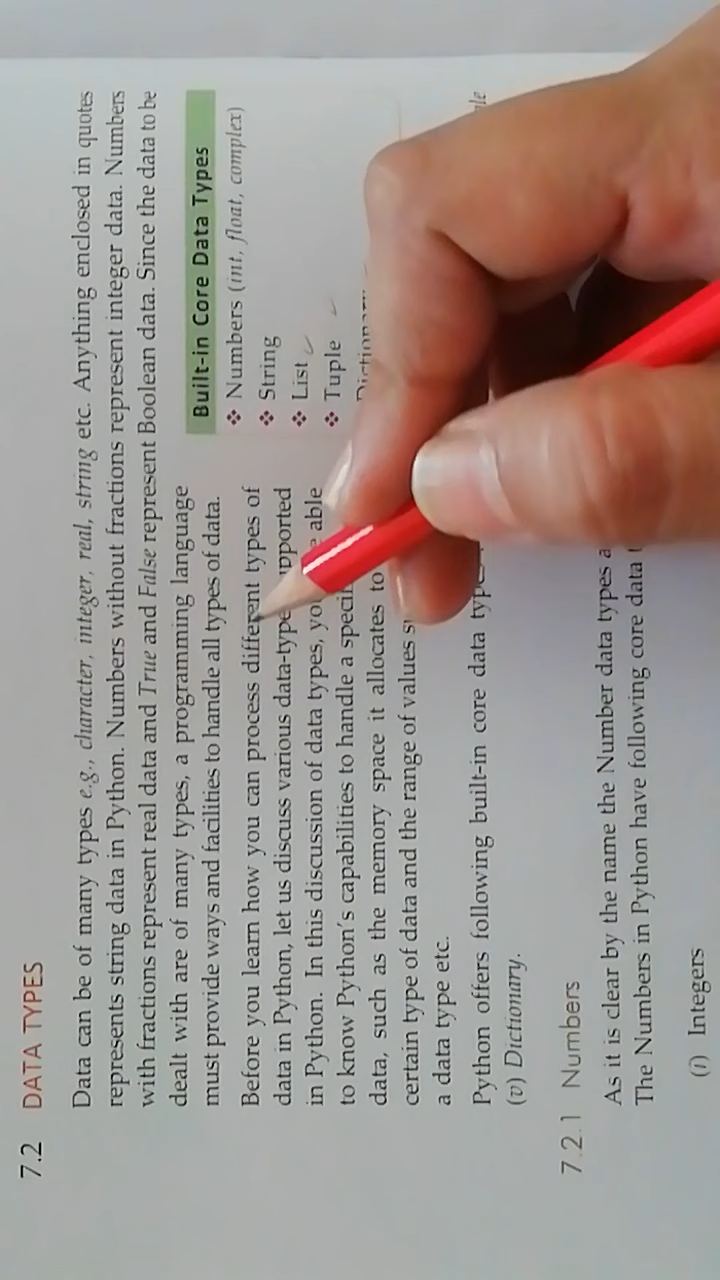 7.2 DATA TYPES
Data can be of many types e.g., character, integer, real, string etc. Anything enclosed in quotes
represents string data in Python. Numbers without fractions represent integer data. Numbers
with fractions represent real data and True and False represent Boolean data. Since the data to be
dealt with are of many types, a programming language
must provide ways and facilities to handle all types of data.
Before you learn how you can process different types of
data in Python, let us discuss various data-type
in Python. In this discussion of data types, able
to know Python's capabilities to handle a
data, such as the memory space it allocates to
certain type of data and the range of values
a data type etc.
Built-in Core Data Types
❖ Numbers (int, float, complex)
❖ String
❖ List
❖ Tuple
Dictionary
Python offers following built-in core data
(v) Dictionary.
7.2.1 Numbers
As it is clear by the name the Number data types
The Numbers in Python have following core data
(i) Integers